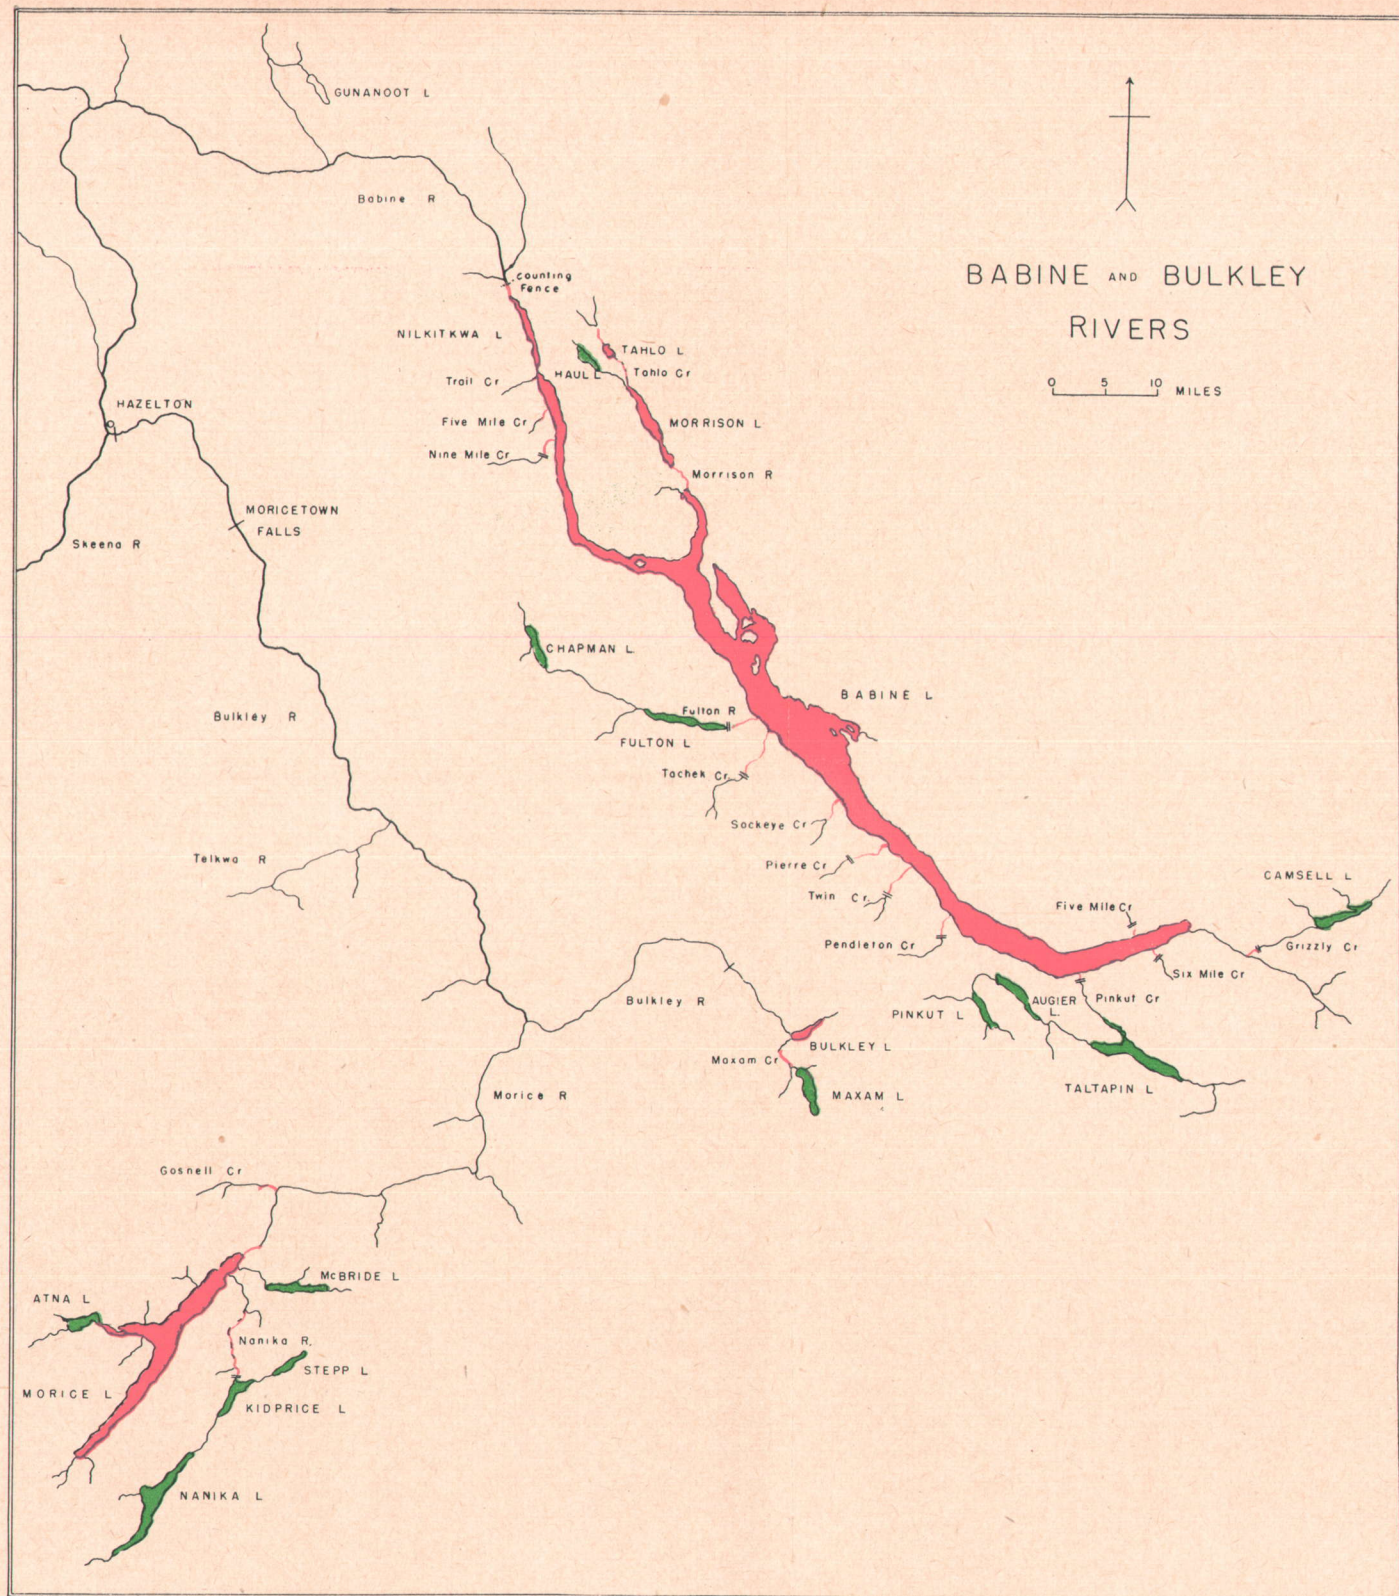 GUNANOOT L
Babine R
Counting
Fence
BABINE AND BULKLEY
RIVERS
0 5 10 MILES
NILKITKWA L
TAHLO L
HAUL L
Tahlo Cr
Trail Cr
HAZELTON
Five Mile Cr
MORRISON L
Nine Mile Cr
Morrison R
MORICETOWN
FALLS
Skeena R
CHAPMAN L
BABINE L
Fulton R
Bulkley R
FULTON L
Tachek Cr
Sockeye Cr
Telkwa R
Pierre Cr
CAMSELL L
Twin Cr.
Five Mile Cr
Pendleton Cr
Grizzly Cr
Six Mile Cr
Bulkley R
AUGIER
L.
Pinkut Cr
PINKUT L
BULKLEY L
Maxam Cr
TALTAPIN L
Morice R
MAXAM L
Gosnell Cr
McBRIDE L
ATNA L
Nanika R.
STEPP L
MORICE L
KIDPRICE L
NANIKA L